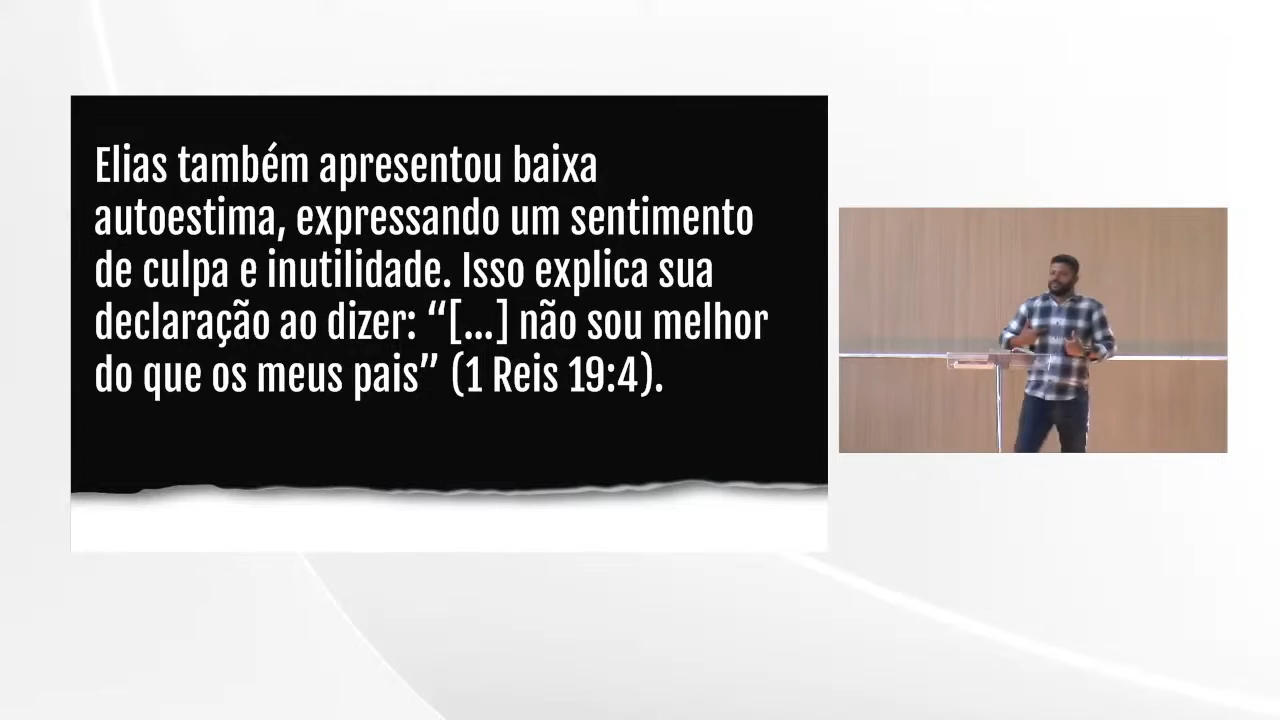 Elias também apresentou baixa
autoestima, expressando um sentimento
de culpa e inutilidade. Isso explica sua
declaração ao dizer: “[...] não sou melhor
do que os meus pais” (1 Reis 19:4).